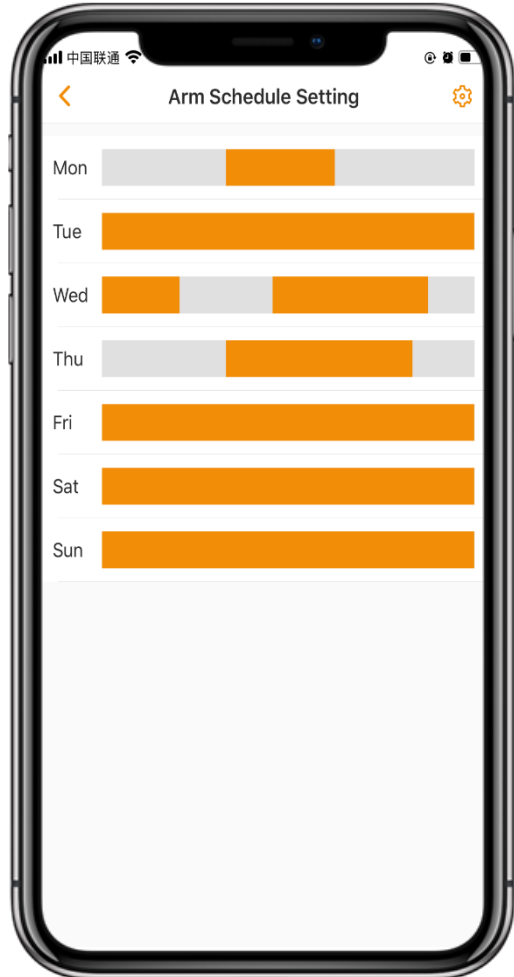 中国联通
Arm Schedule Setting
Mon
Tue
Wed
Thu
Fri
Sat
Sun